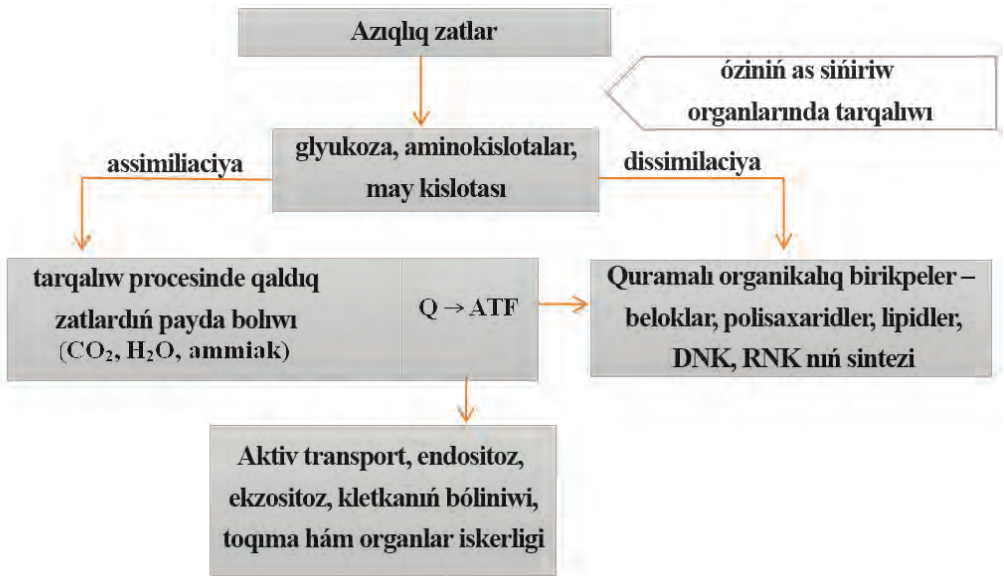 Azıqlıq zatlar
óziniń as sińiriw
organlarında tarqalıwı
glyukoza, aminokislotalar,
may kislotası
assimiliaciya
dissimilaciya
tarqalıw procesinde qaldıq
zatlardıń payda bolıwı
(CO₂, H₂O, ammiak)
Q → ATF
Quramalı organikalıq birikpeler –
beloklar, polisaxaridler, lipidler,
DNK, RNK nıń sintezi
Aktiv transport, endositoz,
ekzositoz, kletkanıń bóliniwi,
toqıma hám organlar iskerligi